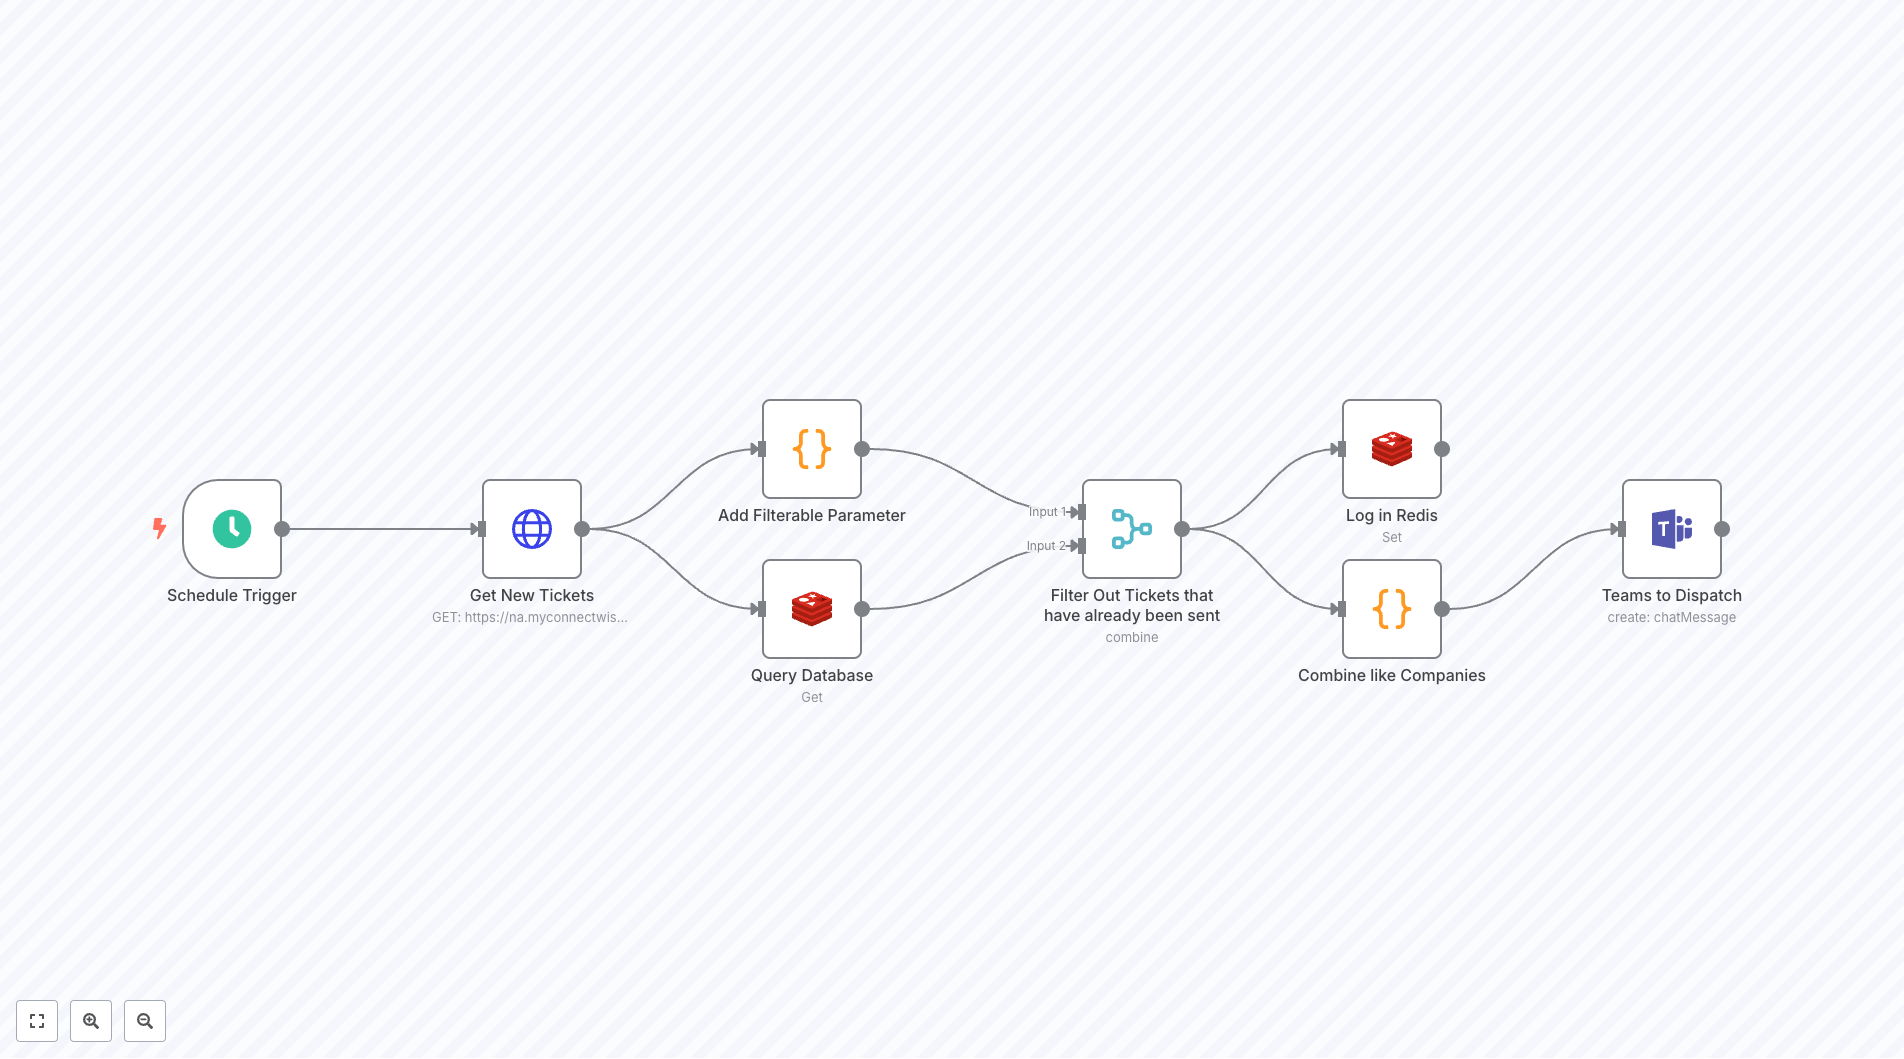 Schedule Trigger
Get New Tickets
GET: https://na.myconnectwis...
Add Filterable Parameter
Query Database
Get
Input 1
Input 2
Filter Out Tickets that
have already been sent
combine
Log in Redis
Set
Combine like Companies
T
Teams to Dispatch
create: chatMessage